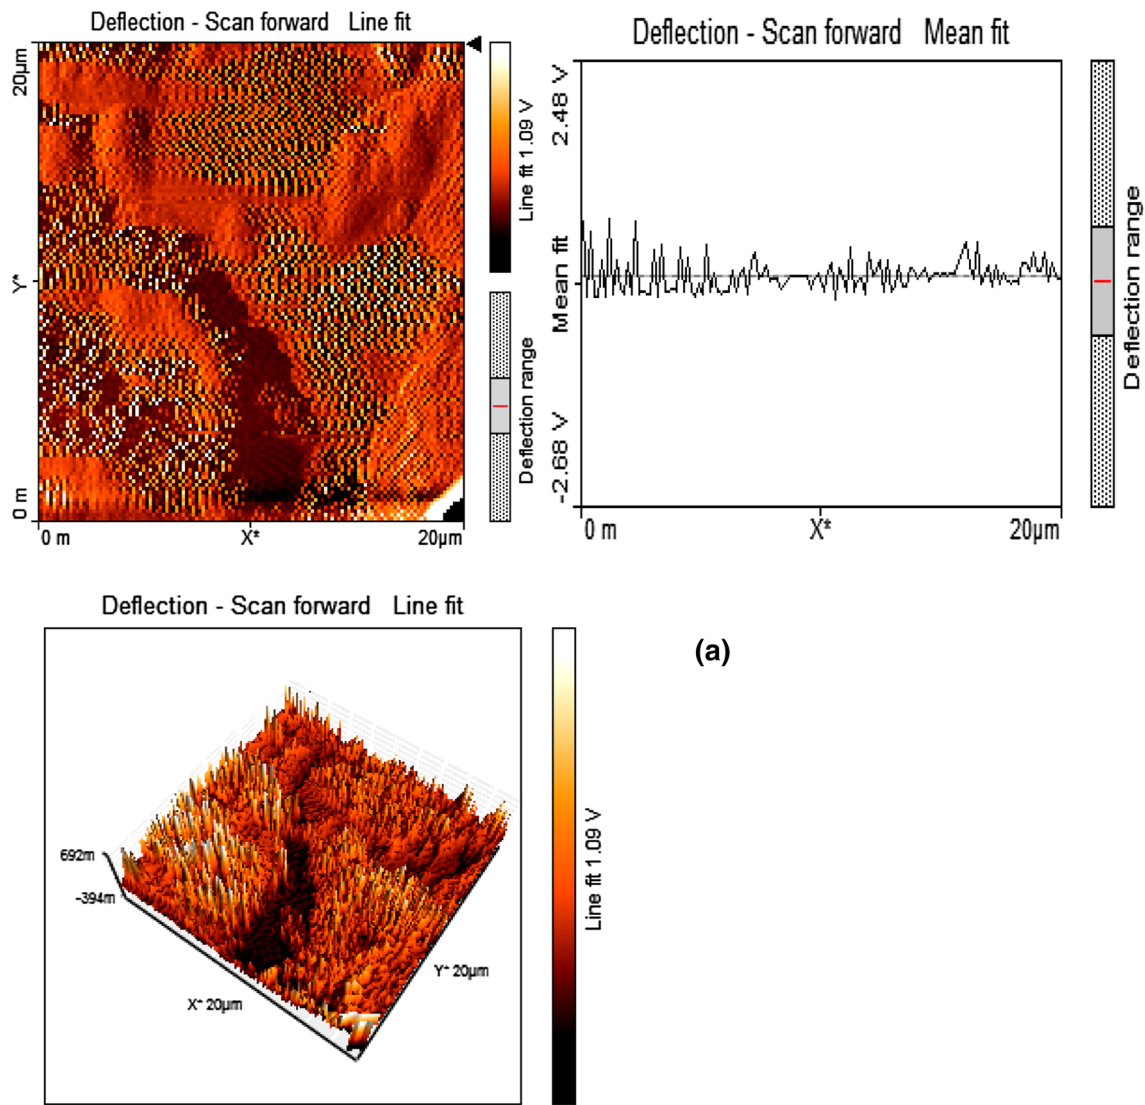 Deflection - Scan forward Line fit
20µm
Y*
0 m
0 m
X*
20µm
Line fit 1.09 V
Deflection range
Deflection - Scan forward Mean fit
2.48 V
Mean fit
-2.68 V
0 m
X*
20µm
Deflection range
Deflection - Scan forward Line fit
692m
-394m
X* 20µm
Y* 20µm
Line fit 1.09 V
(a)